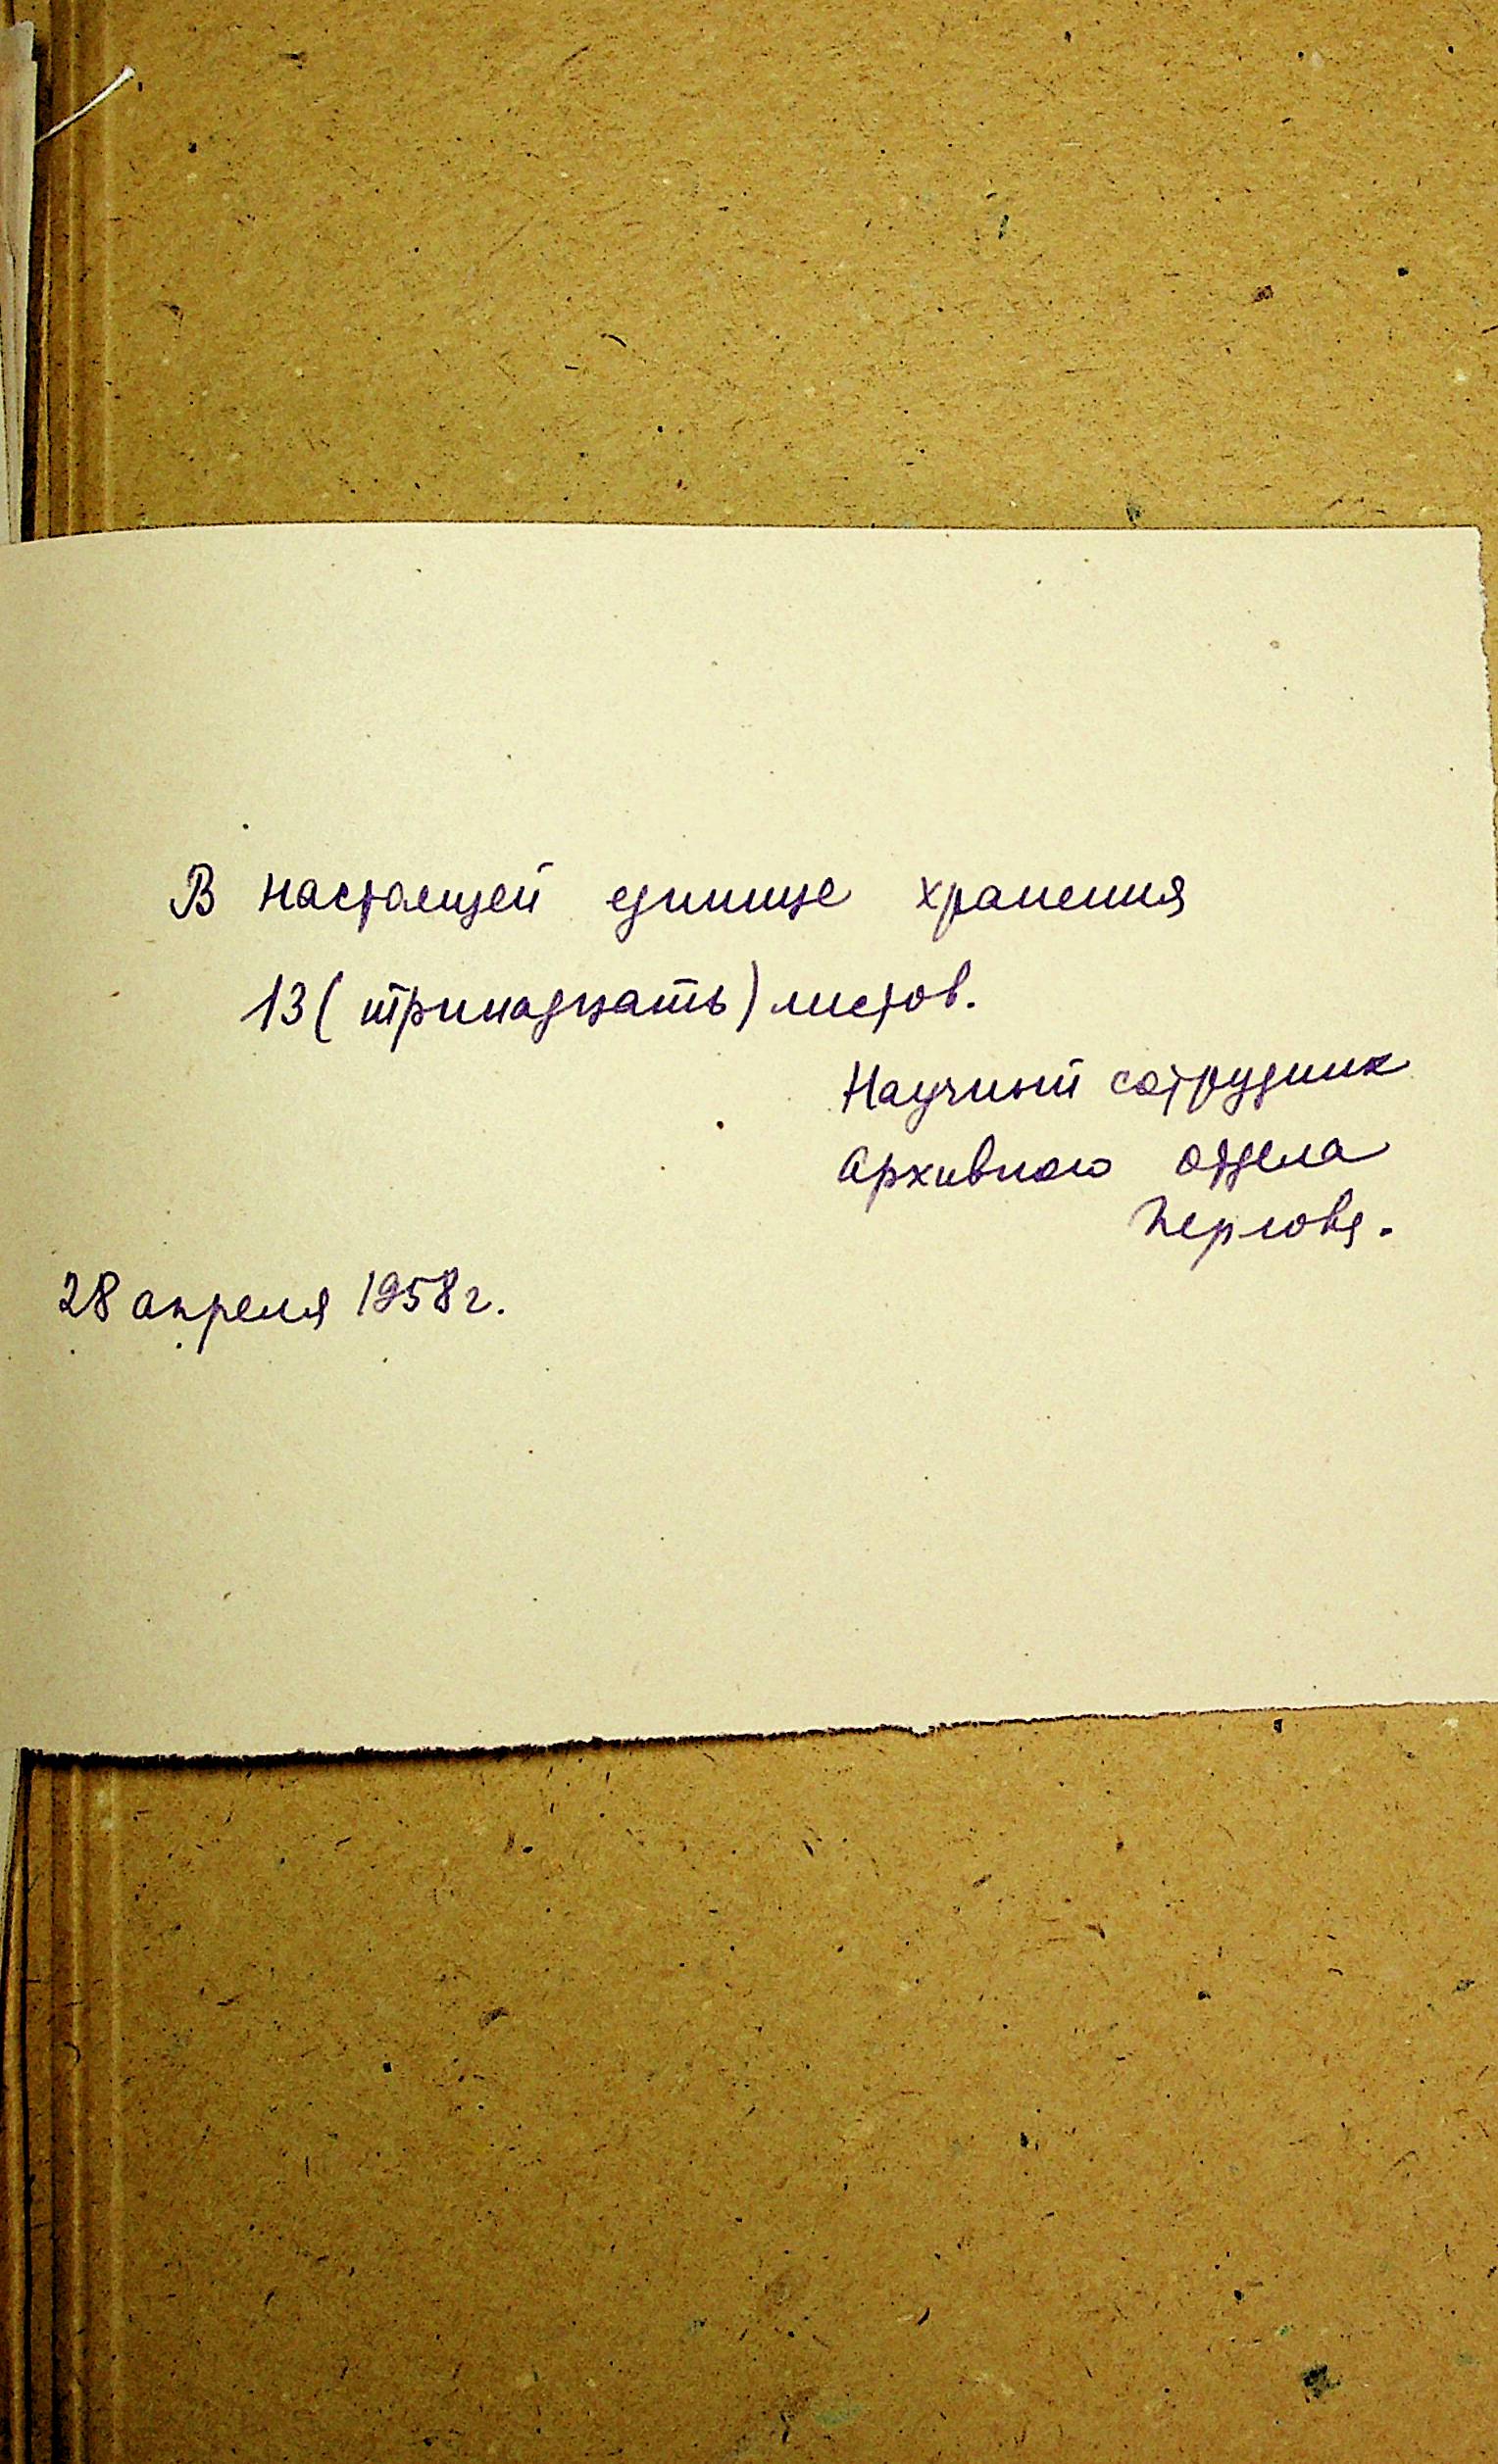 В настоящей единице хранения
13 (тринадцать) листов.
Научный сотрудник
архивного отдела
28 апреля 1958 г.